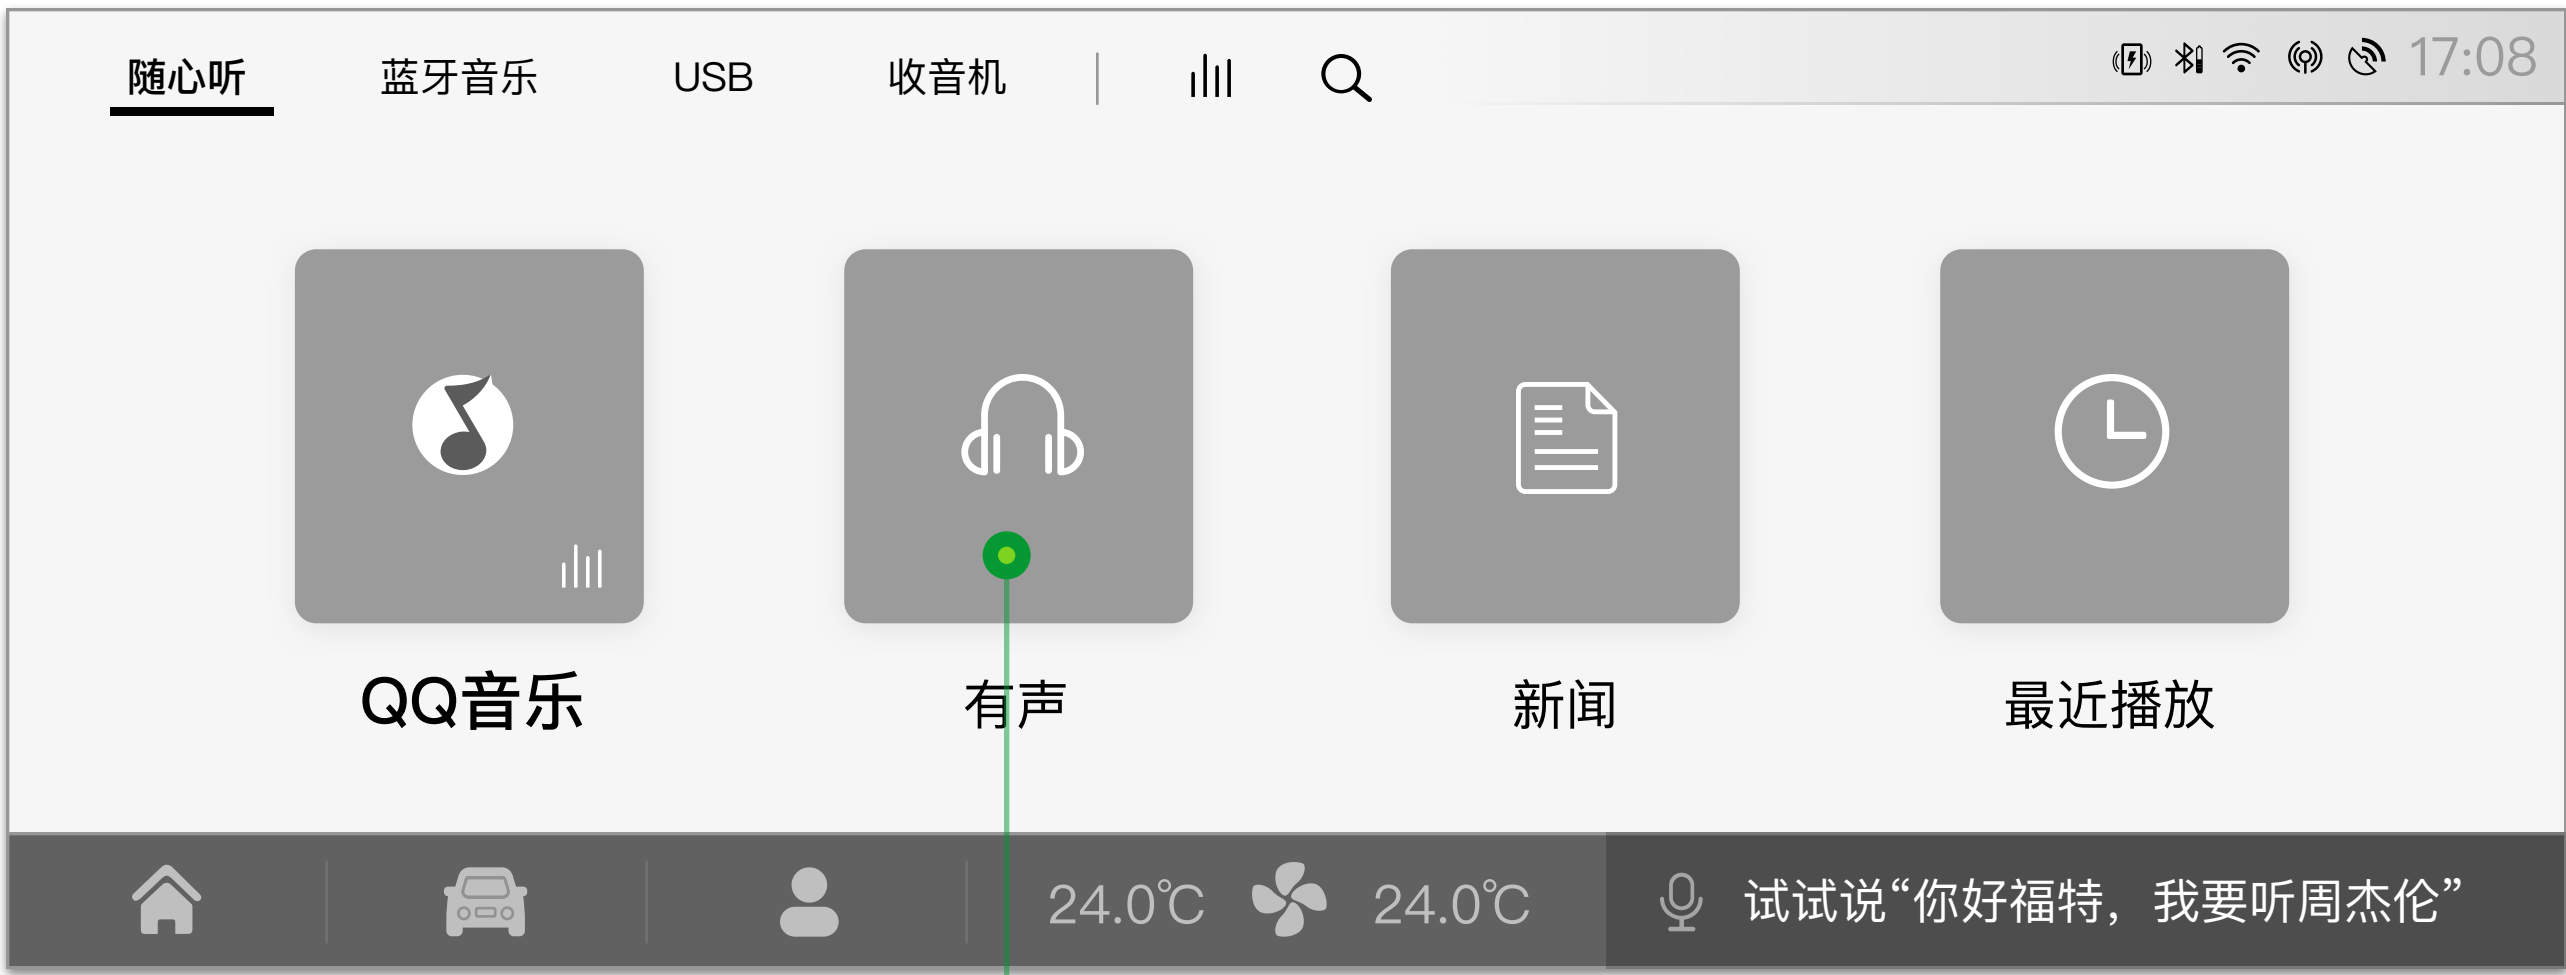 随心听 蓝牙音乐 USB 收音机 17:08
QQ音乐 有声 新闻 最近播放
24.0℃ 24.0℃ 试试说“你好福特，我要听周杰伦”